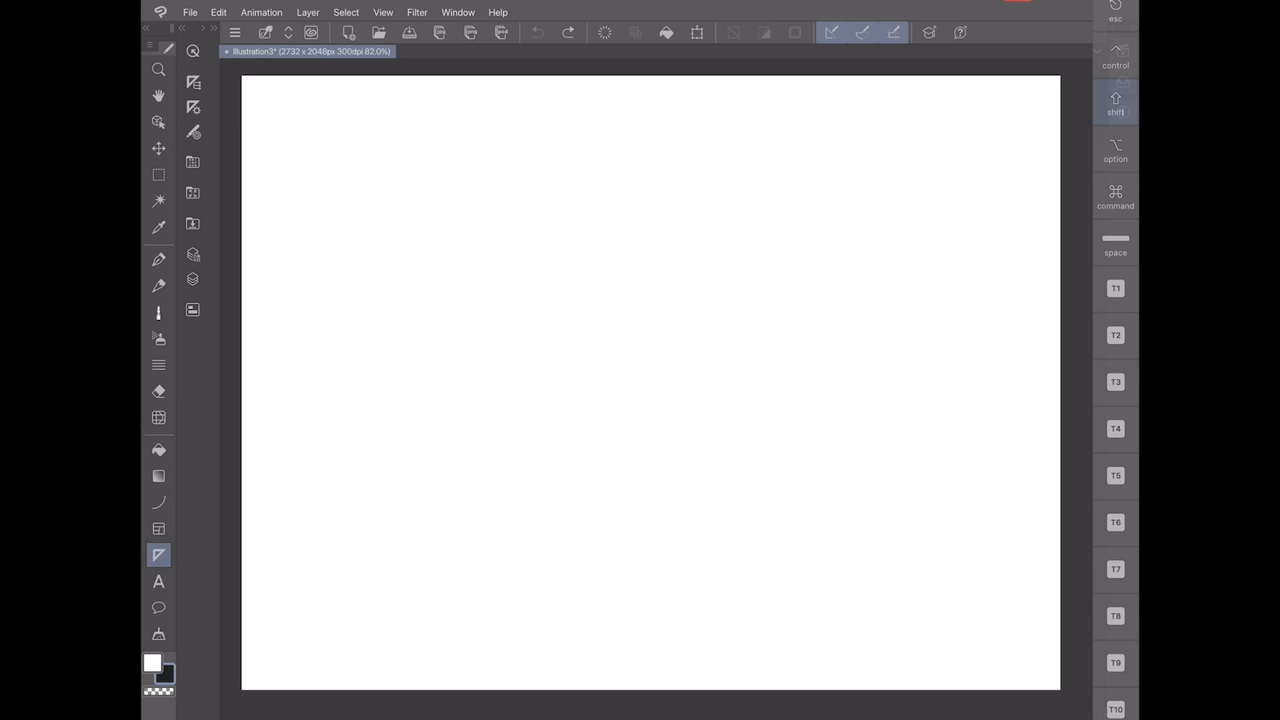 File Edit Animation Layer Select View Filter Window Help
Illustration3* (2732 x 2048px 300dpi 82.0%)
esc
control
shift
option
command
space
T1
T2
T3
T4
T5
T6
T7
T8
T9
T10
A